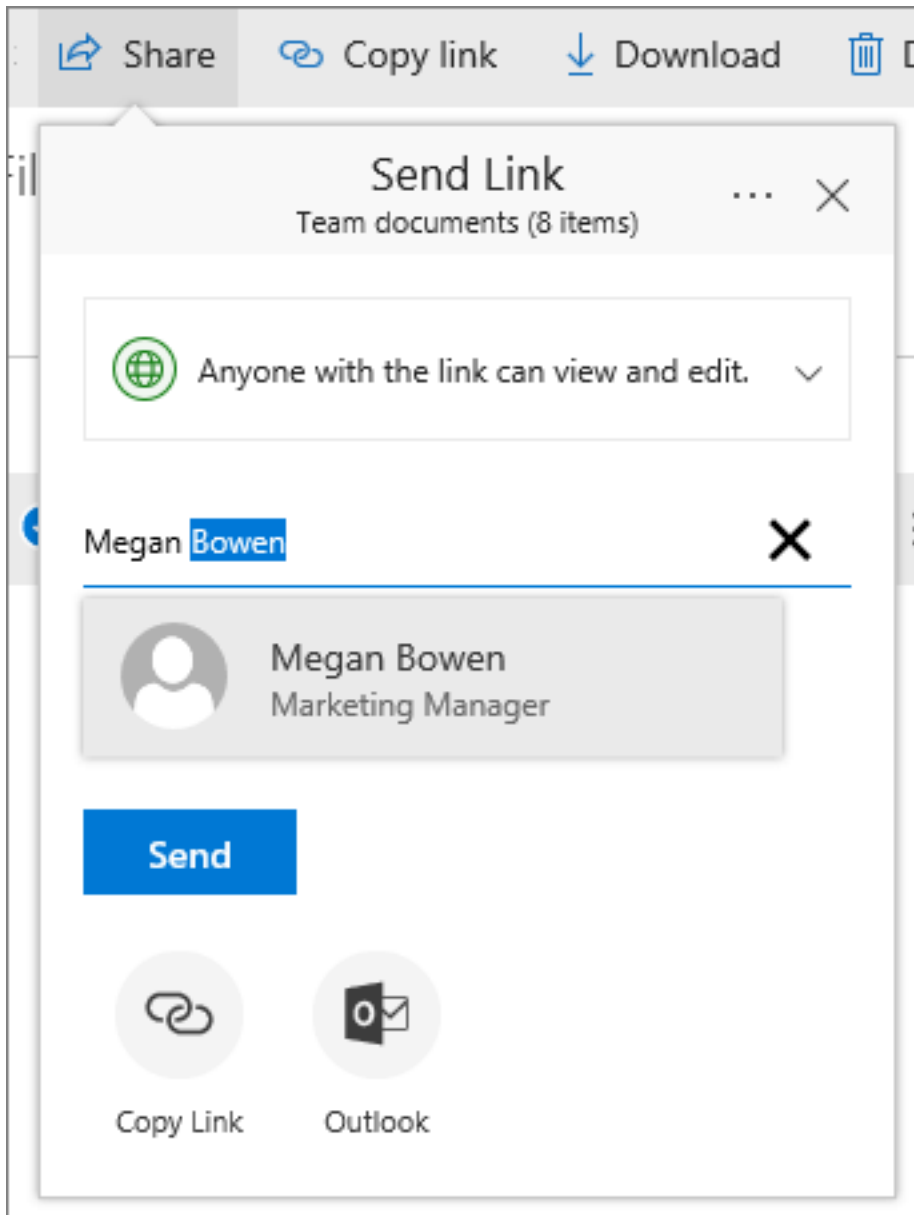 Share Copy link Download
Send Link
Team documents (8 items)
Anyone with the link can view and edit.
Megan Bowen
Megan Bowen
Marketing Manager
Send
Copy Link Outlook